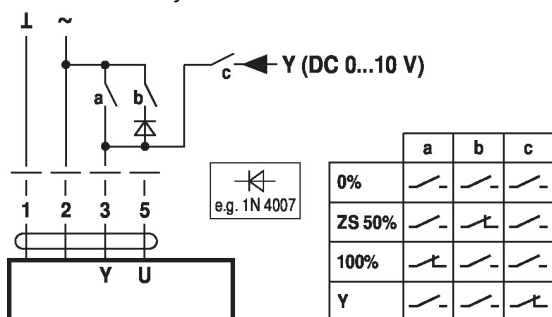 ⊥ ~
a b c Y (DC 0...10 V)
1 2 3 5
Y U
e.g. 1N 4007
a b c
0%
ZS 50%
100%
Y